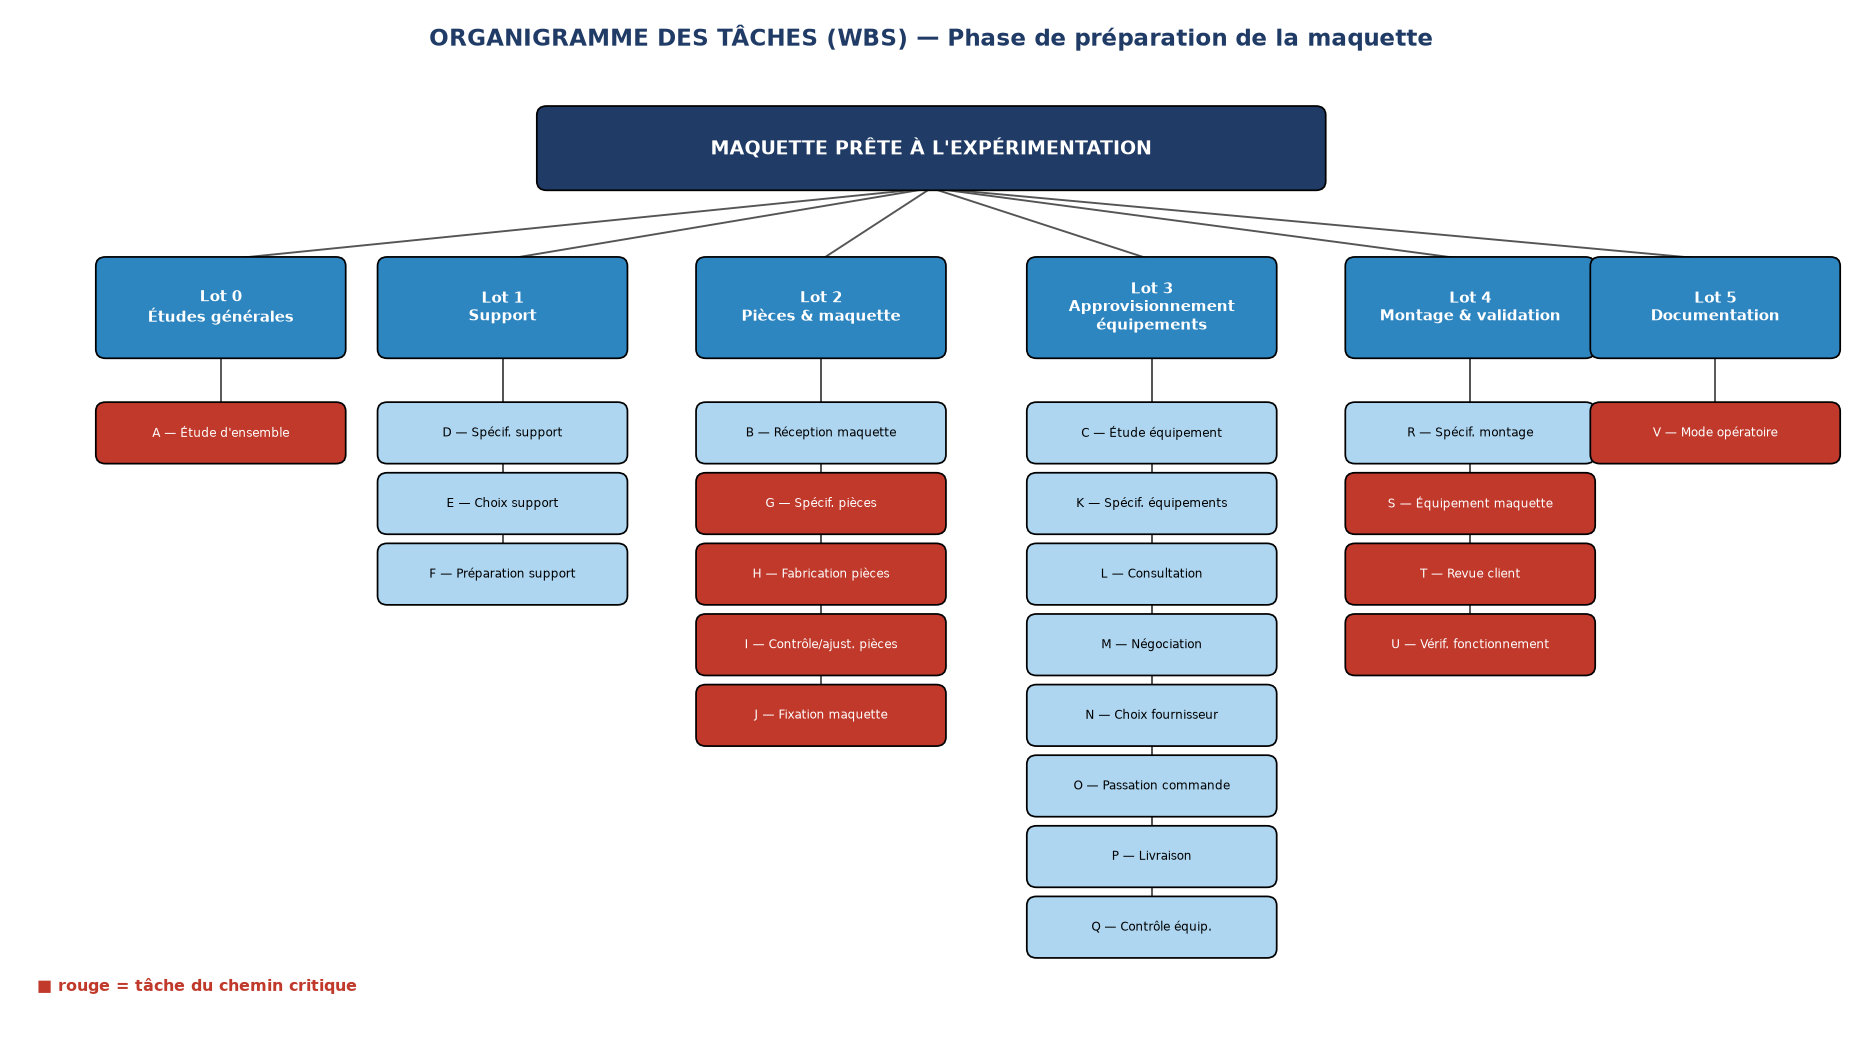 ORGANIGRAMME DES TÂCHES (WBS) — Phase de préparation de la maquette
MAQUETTE PRÊTE À L'EXPÉRIMENTATION
Lot 0
Études générales
A — Étude d'ensemble
Lot 1
Support
D — Spécif. support
E — Choix support
F — Préparation support
Lot 2
Pièces & maquette
B — Réception maquette
G — Spécif. pièces
H — Fabrication pièces
I — Contrôle/ajust. pièces
J — Fixation maquette
Lot 3
Approvisionnement
équipements
C — Étude équipement
K — Spécif. équipements
L — Consultation
M — Négociation
N — Choix fournisseur
O — Passation commande
P — Livraison
Q — Contrôle équip.
Lot 4
Montage & validation
R — Spécif. montage
S — Équipement maquette
T — Revue client
U — Vérif. fonctionnement
Lot 5
Documentation
V — Mode opératoire
■ rouge = tâche du chemin critique